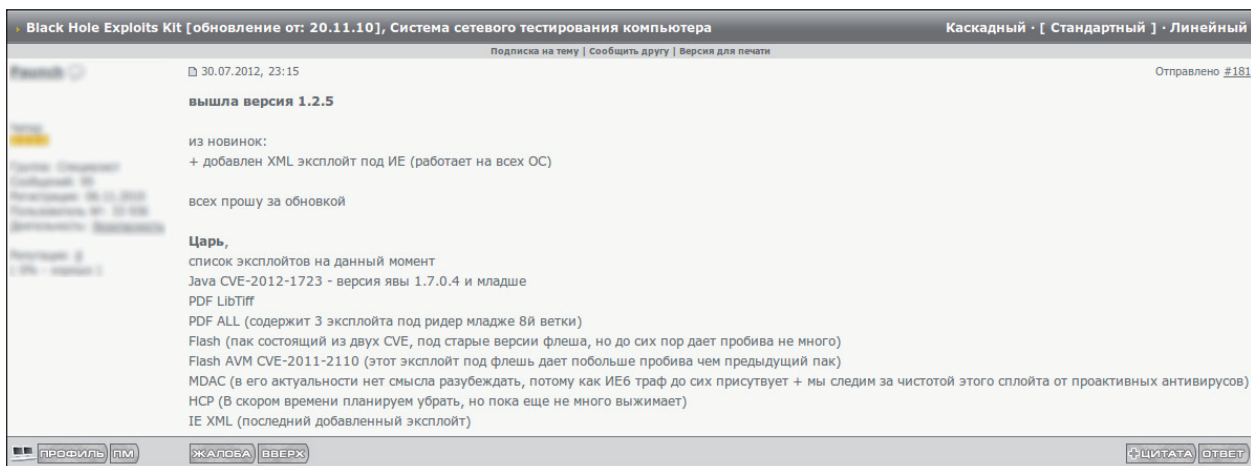 › Black Hole Exploits Kit [обновление от: 20.11.10], Система сетевого тестирования компьютера
Каскадный · [ Стандартный ] · Линейный
Подписка на тему | Сообщить другу | Версия для печати
30.07.2012, 23:15
Отправлено #181
вышла версия 1.2.5
из новинок:
+ добавлен XML эксплойт под ИЕ (работает на всех ОС)
всех прошу за обновкой
Царь,
список эксплойтов на данный момент
Java CVE-2012-1723 - версия явы 1.7.0.4 и младше
PDF LibTiff
PDF ALL (содержит 3 эксплойта под ридер младже 8й ветки)
Flash (пак состоящий из двух CVE, под старые версии флеша, но до сих пор дает пробива не много)
Flash AVM CVE-2011-2110 (этот эксплойт под флешь дает побольше пробива чем предыдущий пак)
MDAC (в его актуальности нет смысла разубеждать, потому как ИЕ6 траф до сих присутвует + мы следим за чистотой этого сплойта от проактивных антивирусов)
HCP (В скором времени планируем убрать, но пока еще не много выжимает)
IE XML (последний добавленный эксплойт)
ПРОФИЛЬ ПМ
ЖАЛОБА ВВЕРХ
+ЦИТАТА ОТВЕТ